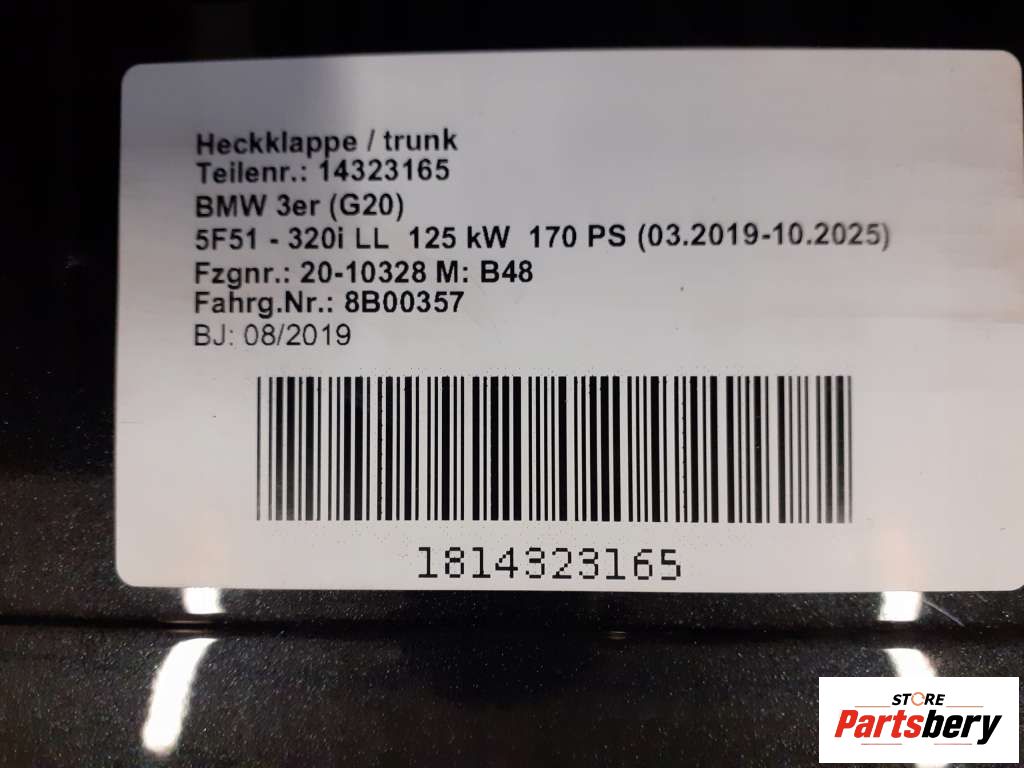 Heckklappe / trunk
Teilenr.: 14323165
BMW 3er (G20)
5F51 - 320i LL 125 kW 170 PS (03.2019-10.2025)
Fzgnr.: 20-10328 M: B48
Fahrg.Nr.: 8B00357
BJ: 08/2019
1814323165
STORE
Partsbery